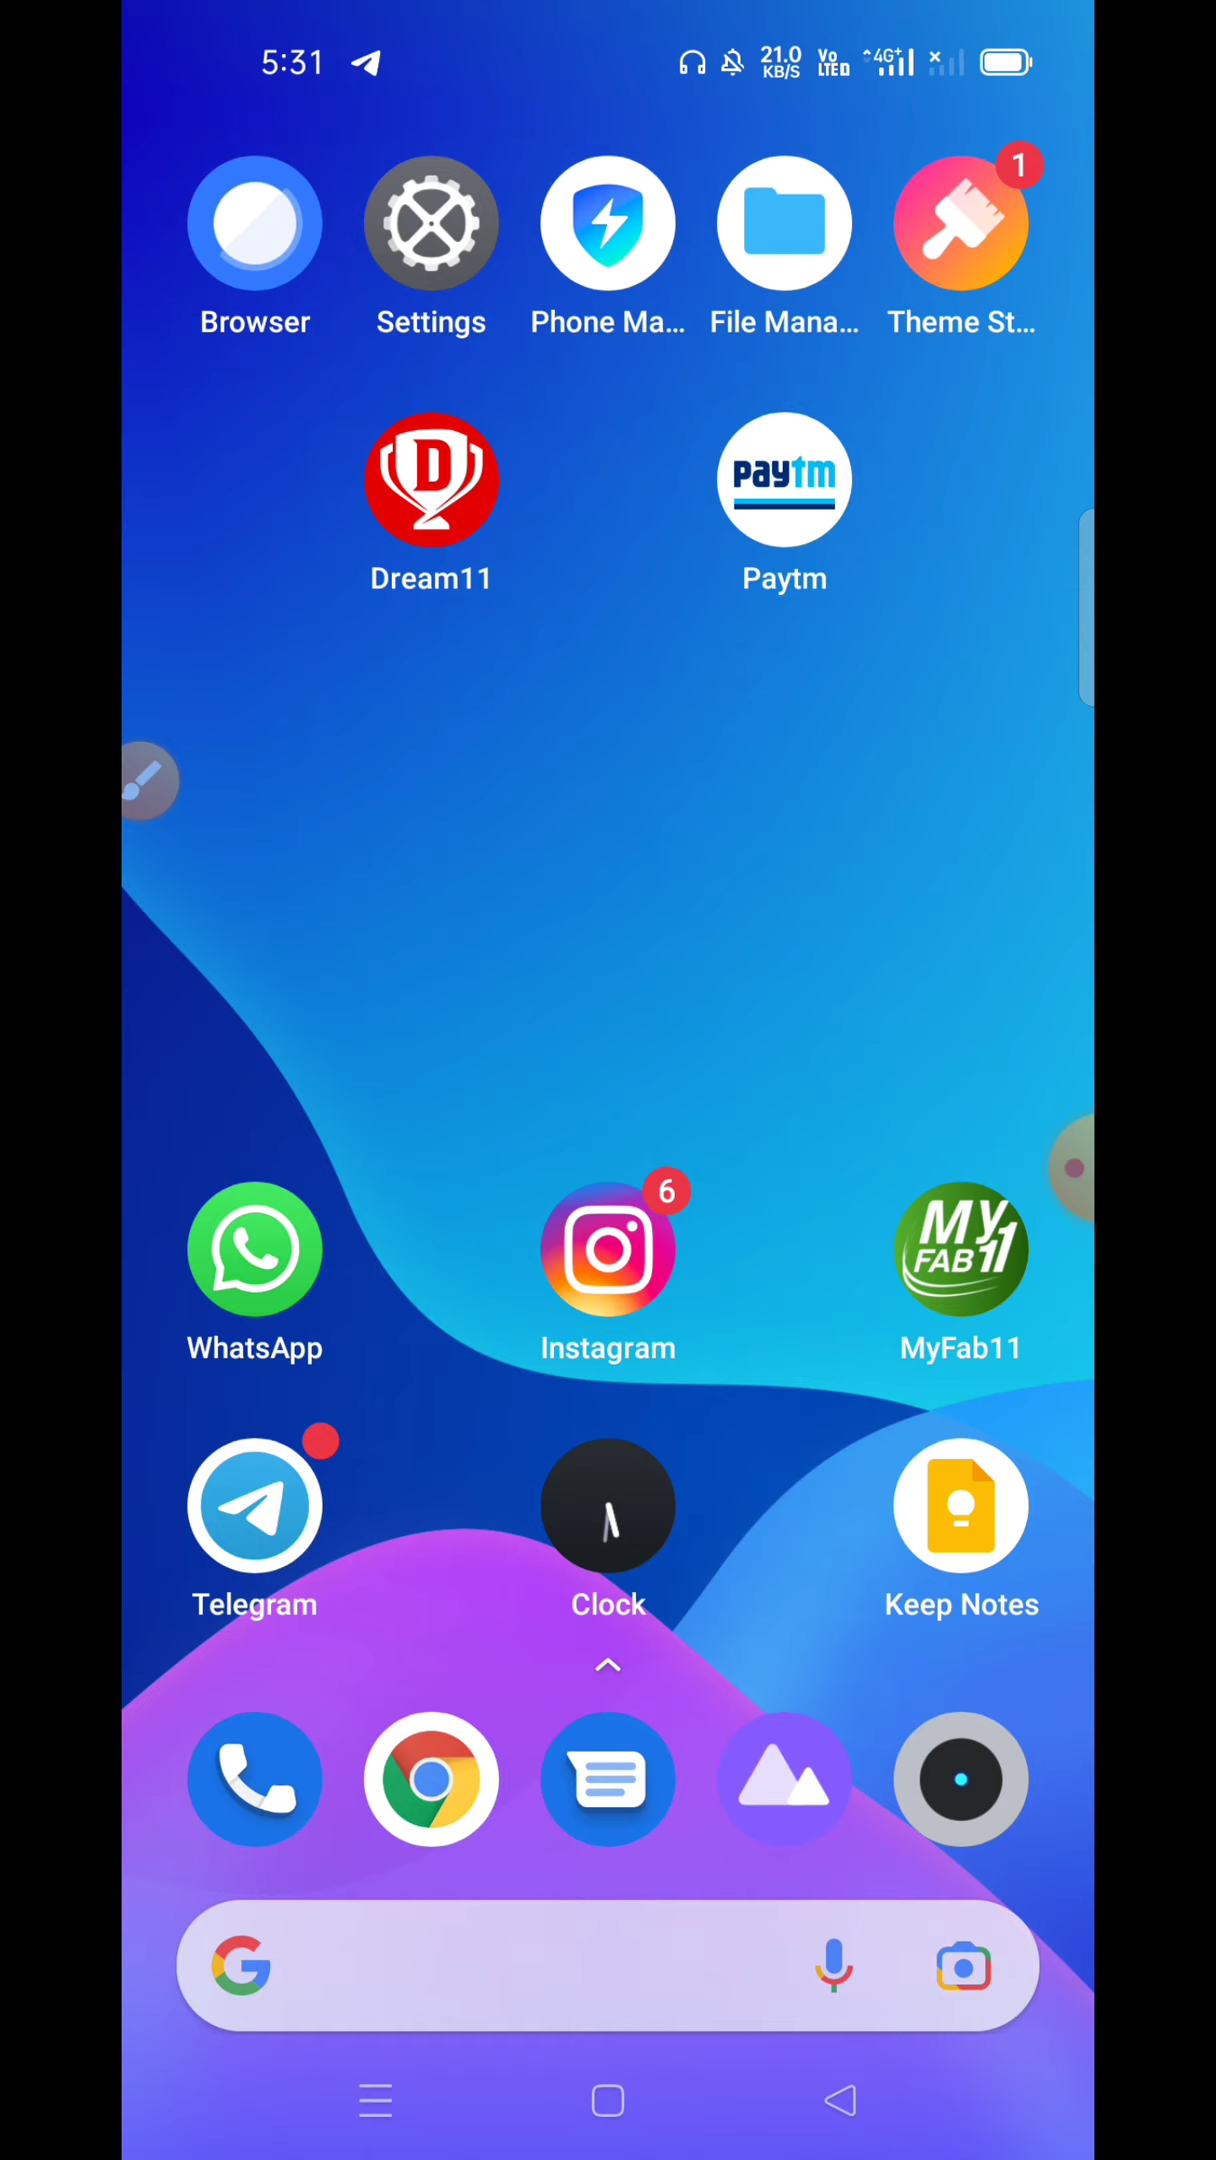 5:31 21.0 KB/S Vo LTE 4G+
1
Browser Settings Phone Ma... File Mana... Theme St...
D paytm
Dream11 Paytm
6
MY FAB 11
WhatsApp Instagram MyFab11
Telegram Clock Keep Notes
G